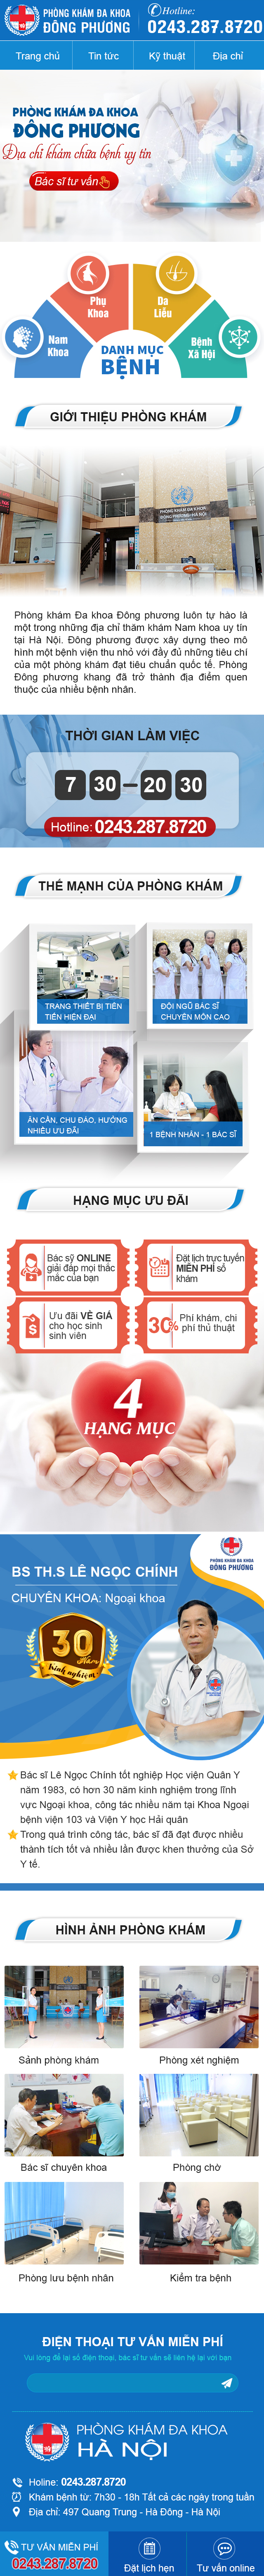 PHÒNG KHÁM ĐA KHOA
ĐÔNG PHƯƠNG
Hotline:
0243.287.8720
Trang chủ
Tin tức
Kỹ thuật
Địa chỉ
PHÒNG KHÁM ĐA KHOA
ĐÔNG PHƯƠNG
Địa chỉ khám chữa bệnh uy tín
Bác sĩ tư vấn
Nam Khoa
Phụ Khoa
Da Liễu
Bệnh Xã Hội
DANH MỤC
BỆNH
GIỚI THIỆU PHÒNG KHÁM
Phòng khám Đa khoa Đông phương luôn tự hào là
một trong những địa chỉ thăm khám Nam khoa uy tín
tại Hà Nội. Đông phương được xây dựng theo mô
hình một bệnh viện thu nhỏ với đầy đủ những tiêu chí
của một phòng khám đạt tiêu chuẩn quốc tế. Phòng
Đông phương khang đã trở thành địa điểm quen
thuộc của nhiều bệnh nhân.
THỜI GIAN LÀM VIỆC
7 30 – 20 30
Hotline: 0243.287.8720
THẾ MẠNH CỦA PHÒNG KHÁM
TRANG THIẾT BỊ TIÊN
TIẾN HIỆN ĐẠI
ĐỘI NGŨ BÁC SĨ
CHUYÊN MÔN CAO
ÂN CẦN, CHU ĐÁO, HƯỚNG
NHIỀU ƯU ĐÃI
1 BỆNH NHÂN - 1 BÁC SĨ
HẠNG MỤC ƯU ĐÃI
Bác sỹ ONLINE
giải đáp mọi thắc
mắc của bạn
Đặt lịch trực tuyến
MIỄN PHÍ số
khám
Ưu đãi VỀ GIÁ
cho học sinh
sinh viên
30%
Phí khám, chi
phí thủ thuật
4
HẠNG MỤC
PHÒNG KHÁM ĐA KHOA
ĐÔNG PHƯƠNG
BS TH.S LÊ NGỌC CHÍNH
CHUYÊN KHOA: Ngoại khoa
30 Năm
kinh nghiệm
Bác sĩ Lê Ngọc Chính tốt nghiệp Học viện Quân Y
năm 1983, có hơn 30 năm kinh nghiệm trong lĩnh
vực Ngoại khoa, công tác nhiều năm tại Khoa Ngoại
bệnh viện 103 và Viện Y học Hải quân
Trong quá trình công tác, bác sĩ đã đạt được nhiều
thành tích tốt và nhiều lần được khen thưởng của Sở
Y tế.
HÌNH ẢNH PHÒNG KHÁM
Sảnh phòng khám
Phòng xét nghiệm
Bác sĩ chuyên khoa
Phòng chờ
Phòng lưu bệnh nhân
Kiểm tra bệnh
ĐIỆN THOẠI TƯ VẤN MIỄN PHÍ
Vui lòng để lại số điện thoại, bác sĩ tư vấn sẽ liên hệ lại với bạn
PHÒNG KHÁM ĐA KHOA
HÀ NỘI
Holine: 0243.287.8720
Khám bệnh từ: 7h30 - 18h Tất cả các ngày trong tuần
Địa chỉ: 497 Quang Trung - Hà Đông - Hà Nội
TƯ VẤN MIỄN PHÍ
0243.287.8720
Đặt lịch hẹn
Tư vấn online